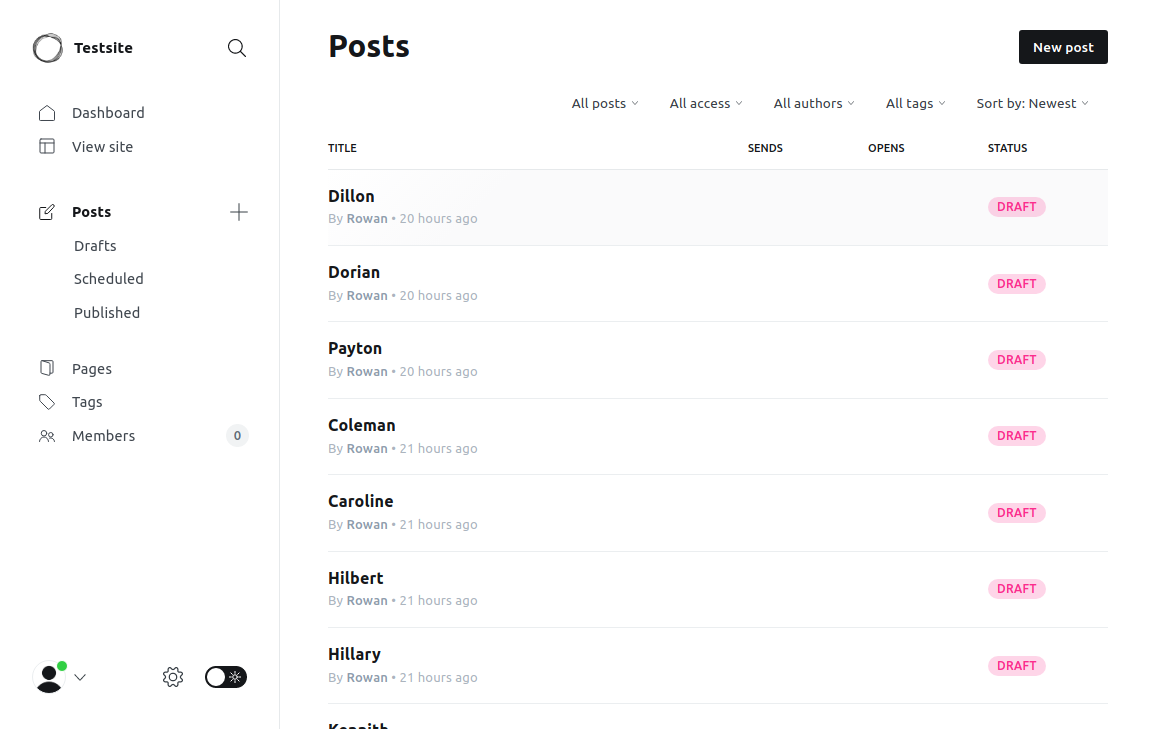 Testsite
Dashboard
View site
Posts
Drafts
Scheduled
Published
Pages
Tags
Members 0
Posts
New post
All posts All access All authors All tags Sort by: Newest
TITLE SENDS OPENS STATUS
Dillon
By Rowan • 20 hours ago
DRAFT
Dorian
By Rowan • 20 hours ago
DRAFT
Payton
By Rowan • 20 hours ago
DRAFT
Coleman
By Rowan • 21 hours ago
DRAFT
Caroline
By Rowan • 21 hours ago
DRAFT
Hilbert
By Rowan • 21 hours ago
DRAFT
Hillary
By Rowan • 21 hours ago
DRAFT